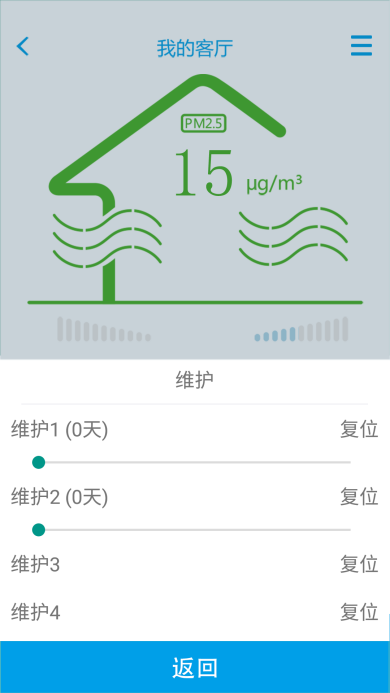 我的客厅
PM2.5
15 μg/m³
维护
维护1 (0天) 复位
维护2 (0天) 复位
维护3 复位
维护4 复位
返回